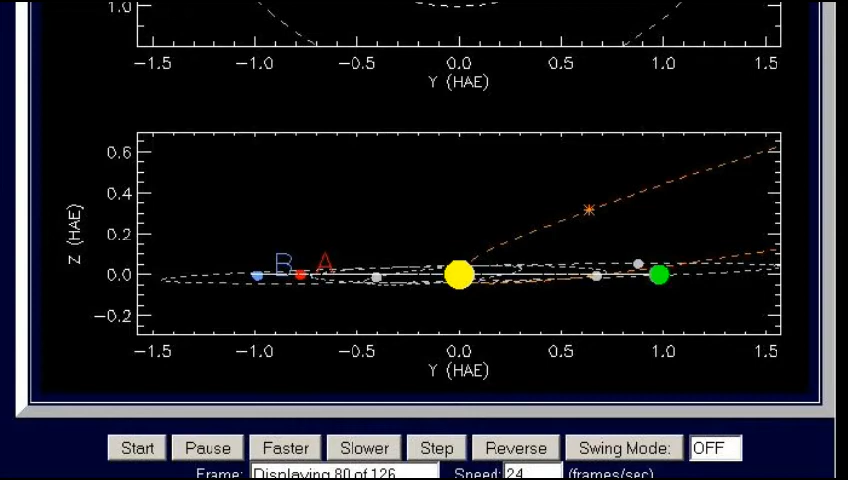 1.0
−1.5 −1.0 −0.5 0.0 0.5 1.0 1.5
Y (HAE)
0.6
0.4
0.2
0.0
−0.2
Z (HAE)
B A
−1.5 −1.0 −0.5 0.0 0.5 1.0 1.5
Y (HAE)
Start Pause Faster Slower Step Reverse Swing Mode: OFF
Frame: Displaying 80 of 126 Speed: 24 (frames/sec)